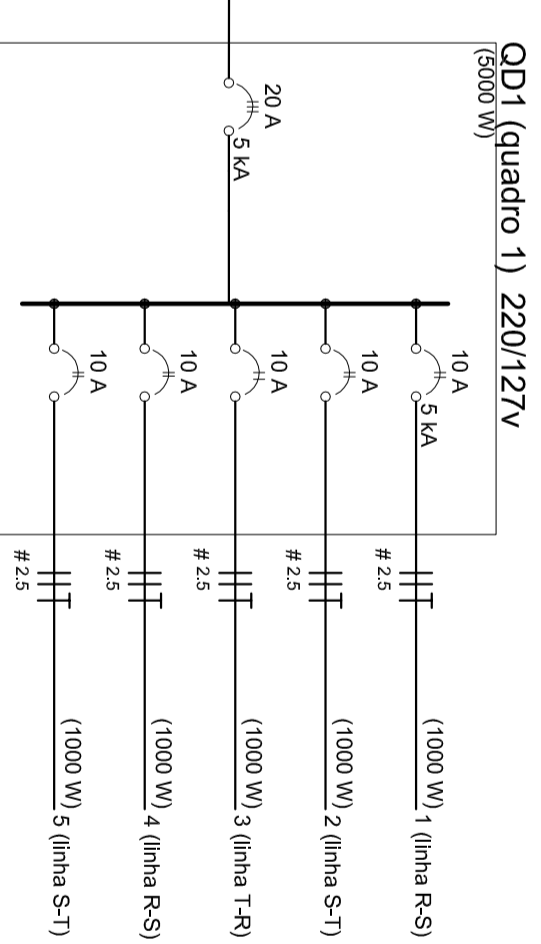 QD1 (quadro 1) 220/127v
(5000 W)
20 A
5 kA
10 A
5 kA
# 2.5
(1000 W)
1 (linha R-S)
10 A
# 2.5
(1000 W)
2 (linha S-T)
10 A
# 2.5
(1000 W)
3 (linha T-R)
10 A
# 2.5
(1000 W)
4 (linha R-S)
10 A
# 2.5
(1000 W)
5 (linha S-T)